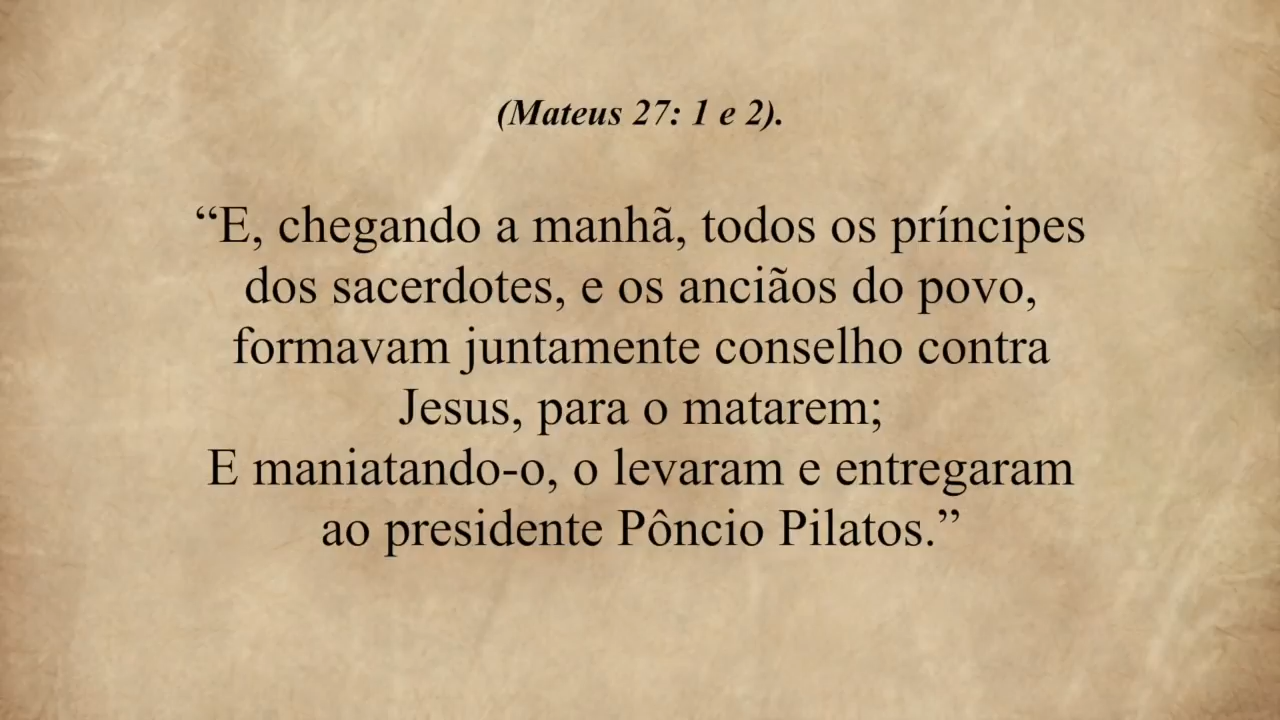 (Mateus 27: 1 e 2).
“E, chegando a manhã, todos os príncipes
dos sacerdotes, e os anciãos do povo,
formavam juntamente conselho contra
Jesus, para o matarem;
E maniatando-o, o levaram e entregaram
ao presidente Pôncio Pilatos.”